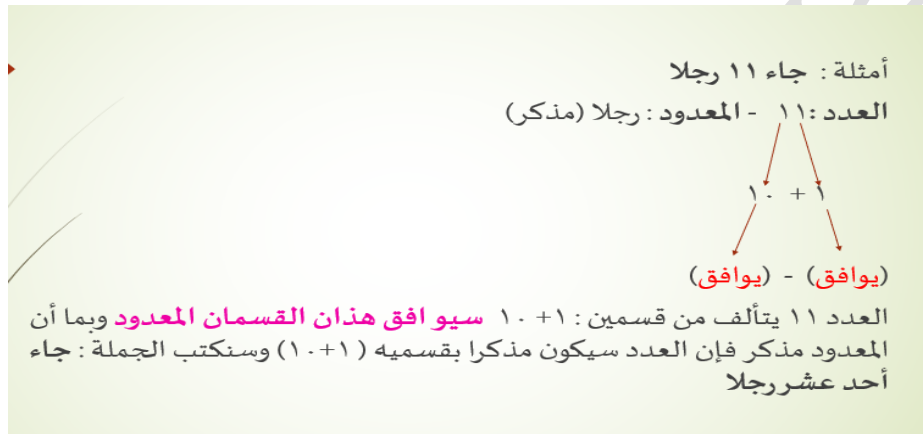 أمثلة : جاء ١١ رجلا
العدد :١١ - المعدود : رجلا (مذكر)
١ + ١٠
(يوافق) - (يوافق)
العدد ١١ يتألف من قسمين : ١+ ١٠ سيو افق هذان القسمان المعدود وبما أن
المعدود مذكر فإن العدد سيكون مذكرا بقسميه ( ١+١٠) وسنكتب الجملة : جاء
أحد عشر رجلا